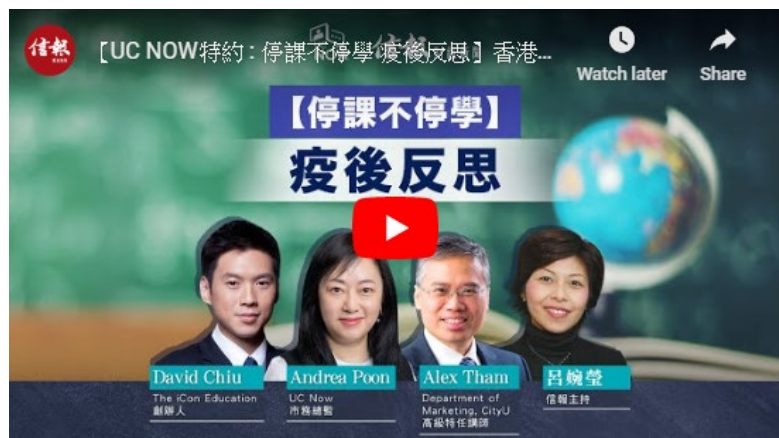 信報
【UC NOW特約 : 停課不停學 疫後反思】香港...
Watch later
Share
【停課不停學】
疫後反思
David Chiu
The iCon Education
創辦人
Andrea Poon
UC Now
市務總監
Alex Tham
Department of
Marketing, CityU
高級特任講師
呂婉瑩
信報主持